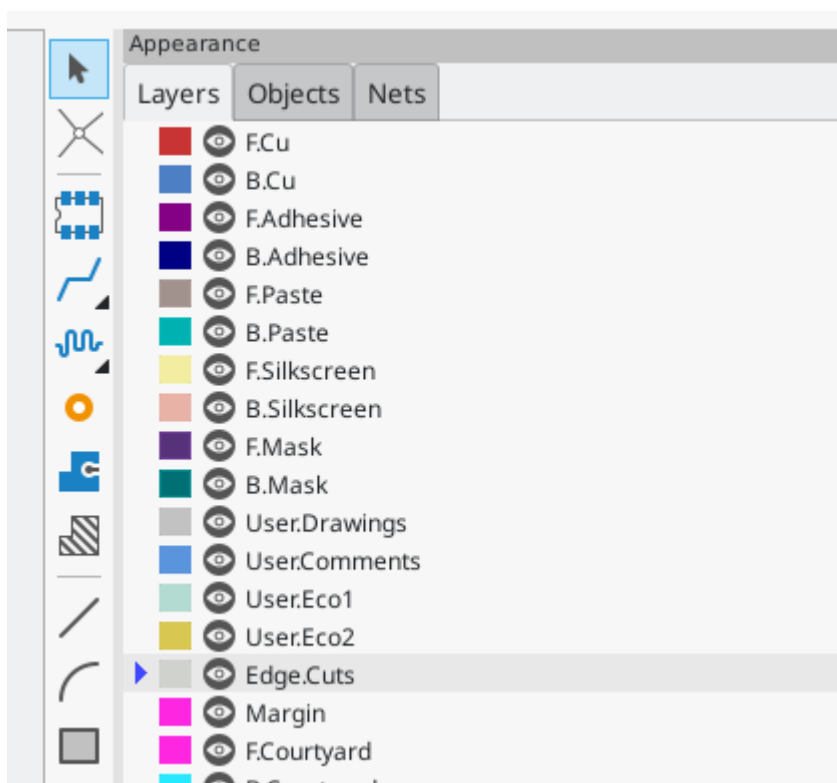 Appearance
Layers Objects Nets
F.Cu
B.Cu
F.Adhesive
B.Adhesive
F.Paste
B.Paste
F.Silkscreen
B.Silkscreen
F.Mask
B.Mask
User.Drawings
User.Comments
User.Eco1
User.Eco2
Edge.Cuts
Margin
F.Courtyard